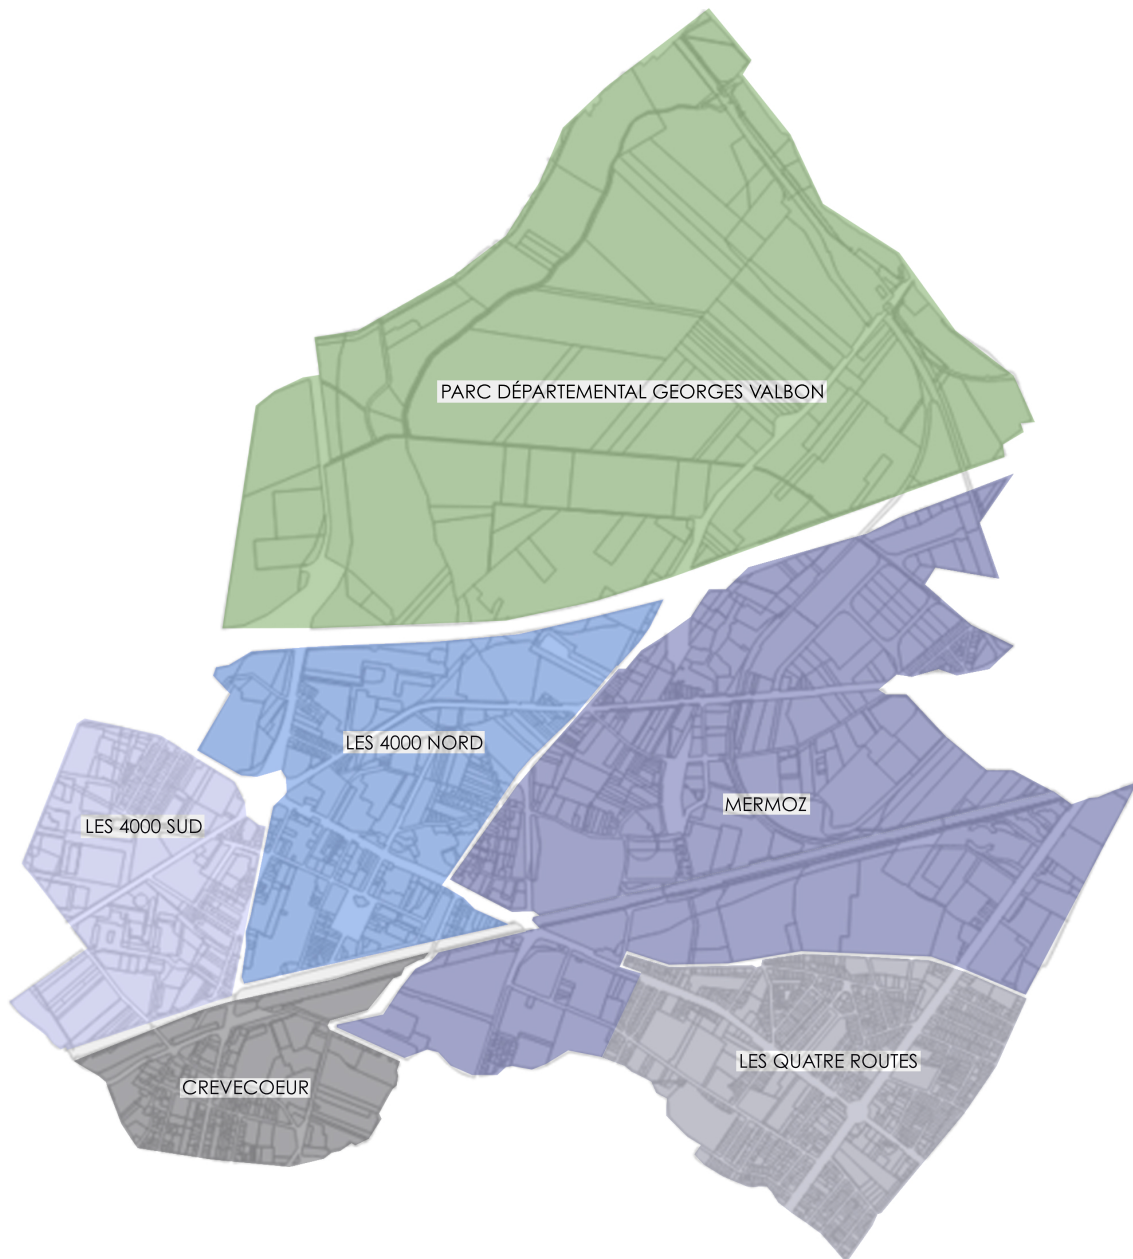 PARC DÉPARTEMENTAL GEORGES VALBON
LES 4000 NORD
MERMOZ
LES 4000 SUD
LES QUATRE ROUTES
CREVECOEUR